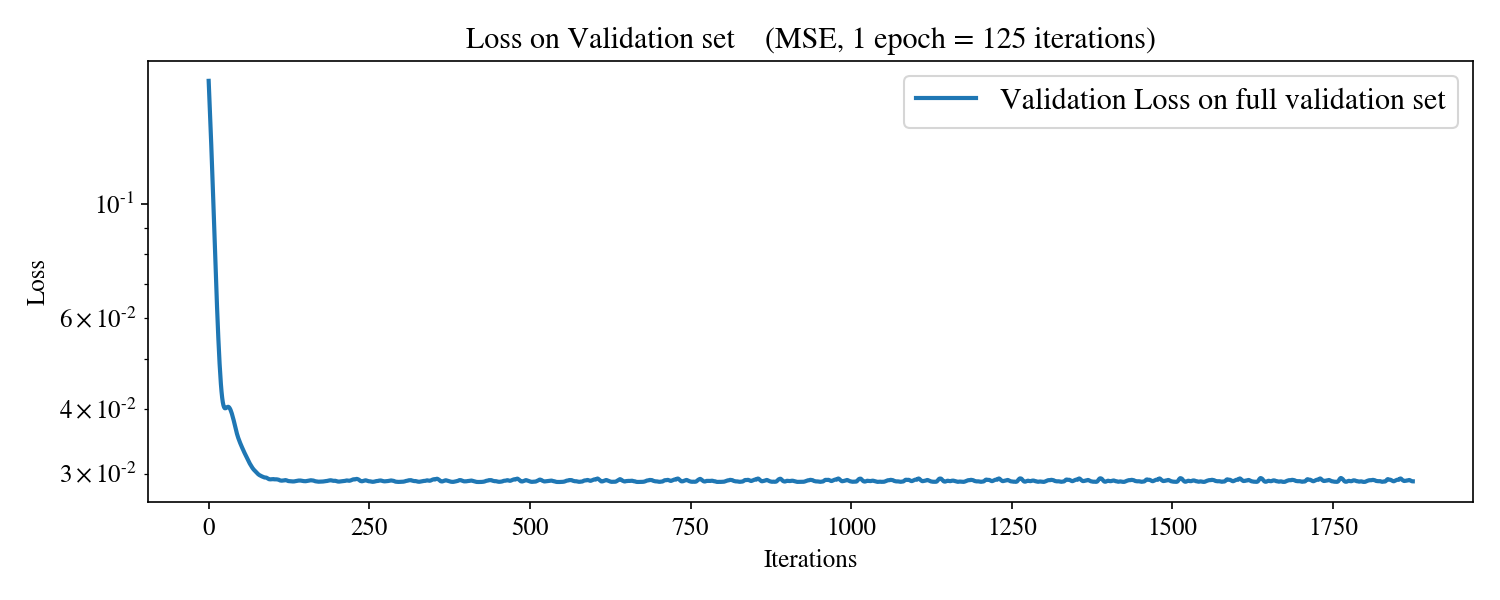 Loss on Validation set (MSE, 1 epoch = 125 iterations)
Validation Loss on full validation set
Loss
10⁻¹
6×10⁻²
4×10⁻²
3×10⁻²
0 250 500 750 1000 1250 1500 1750
Iterations